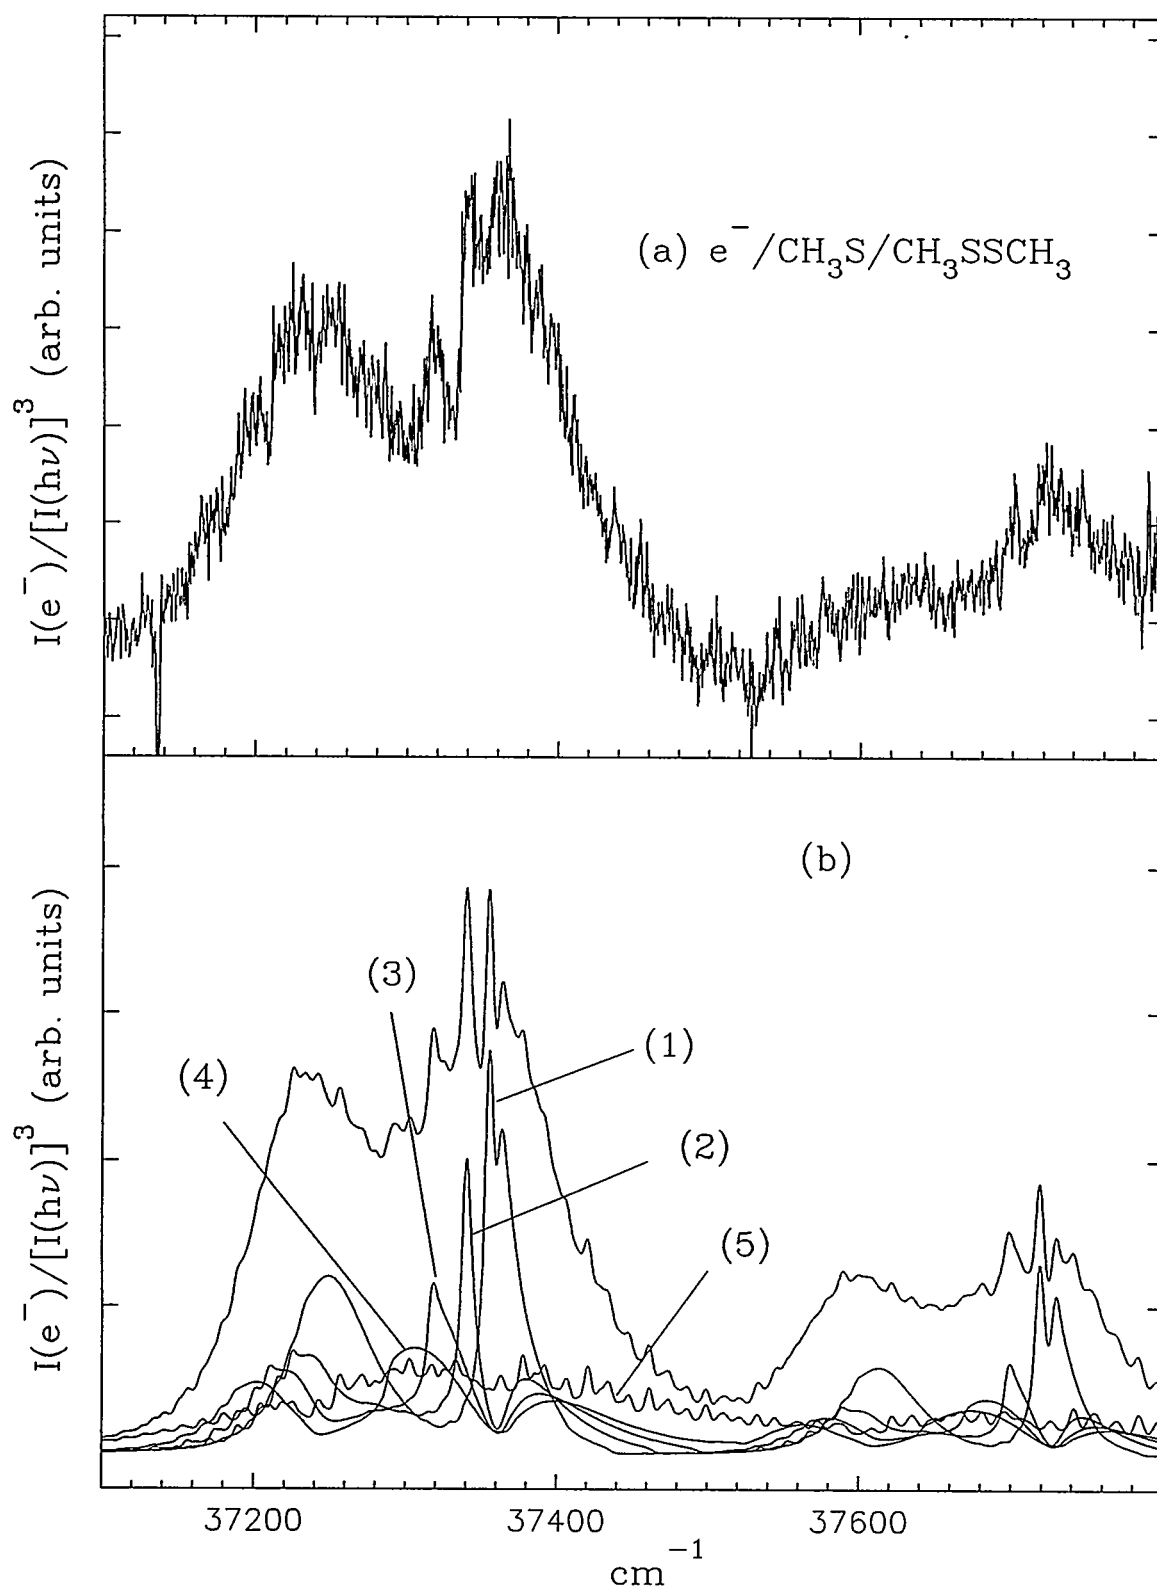 I(e⁻)/[I(hν)]³ (arb. units)
(a) e⁻/CH₃S/CH₃SSCH₃
I(e⁻)/[I(hν)]³ (arb. units)
(b)
(3)
(1)
(4)
(2)
(5)
37200 37400 37600
cm⁻¹